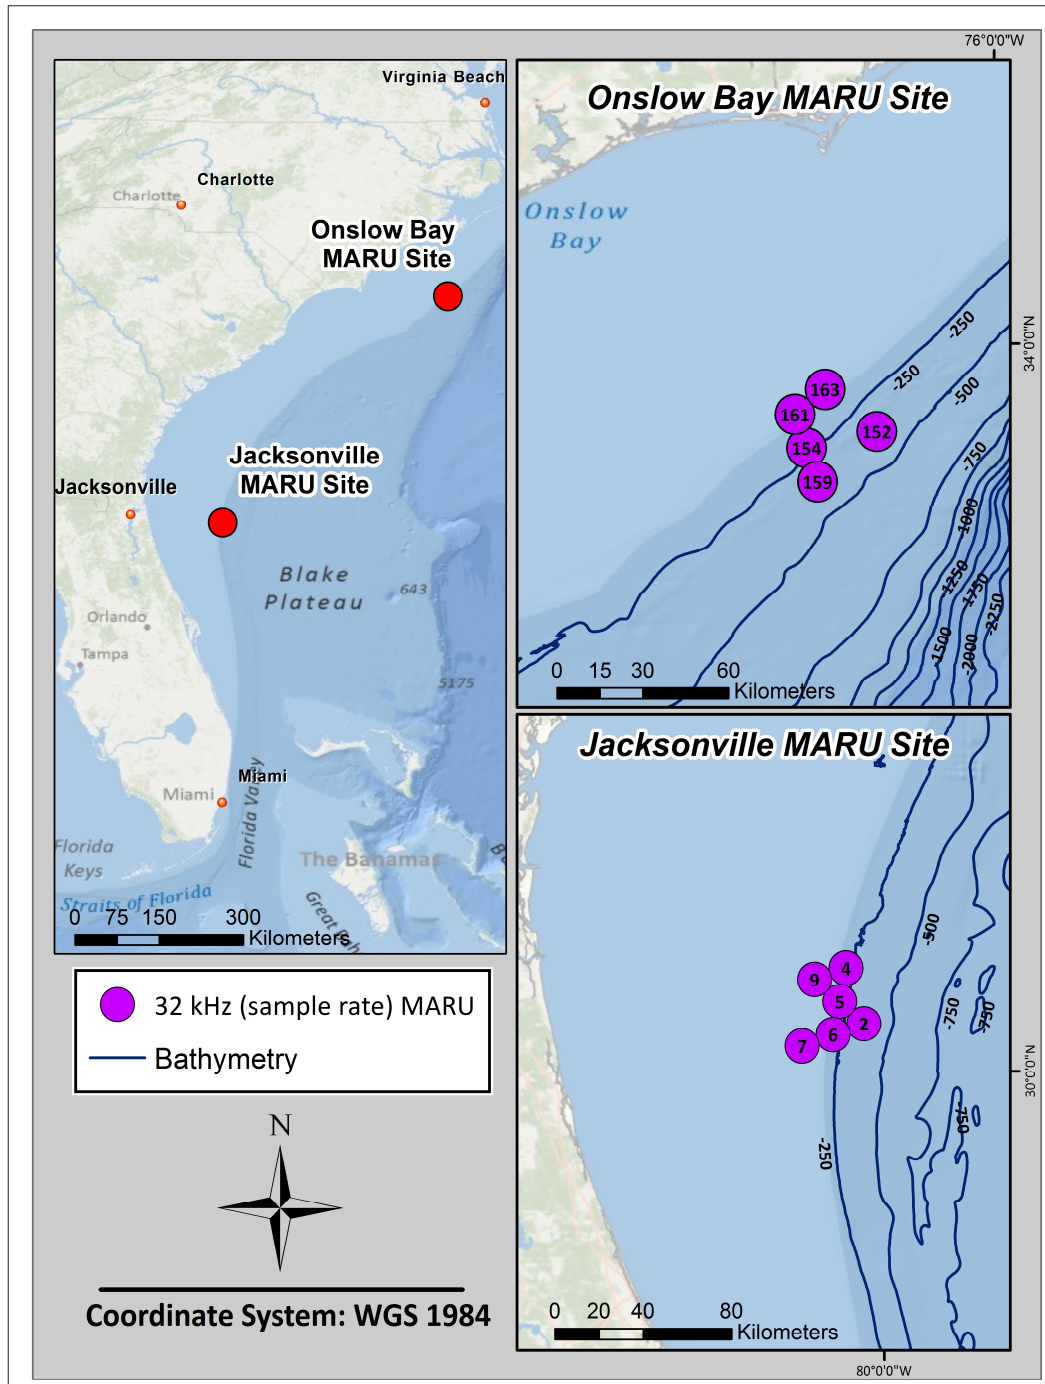 76°0'0"W
Virginia Beach
Charlotte
Charlotte
Onslow Bay
MARU Site
Jacksonville
MARU Site
Jacksonville
Blake
Plateau
643
Orlando
Tampa
5175
Miami
Miami
Florida Valley
Florida
Keys
The Bahamas
Straits of Florida
Great Bah
0 75 150 300
Kilometers
Onslow Bay MARU Site
Onslow
Bay
34°0'0"N
-250
-250
-500
163
161
152
154
159
-750
-1000
-1250
-1750
-2250
-1500
-2000
0 15 30 60
Kilometers
Jacksonville MARU Site
-500
4
9
5
2
6
7
-750
-750
30°0'0"N
-750
-250
0 20 40 80
Kilometers
80°0'0"W
32 kHz (sample rate) MARU
Bathymetry
N
Coordinate System: WGS 1984